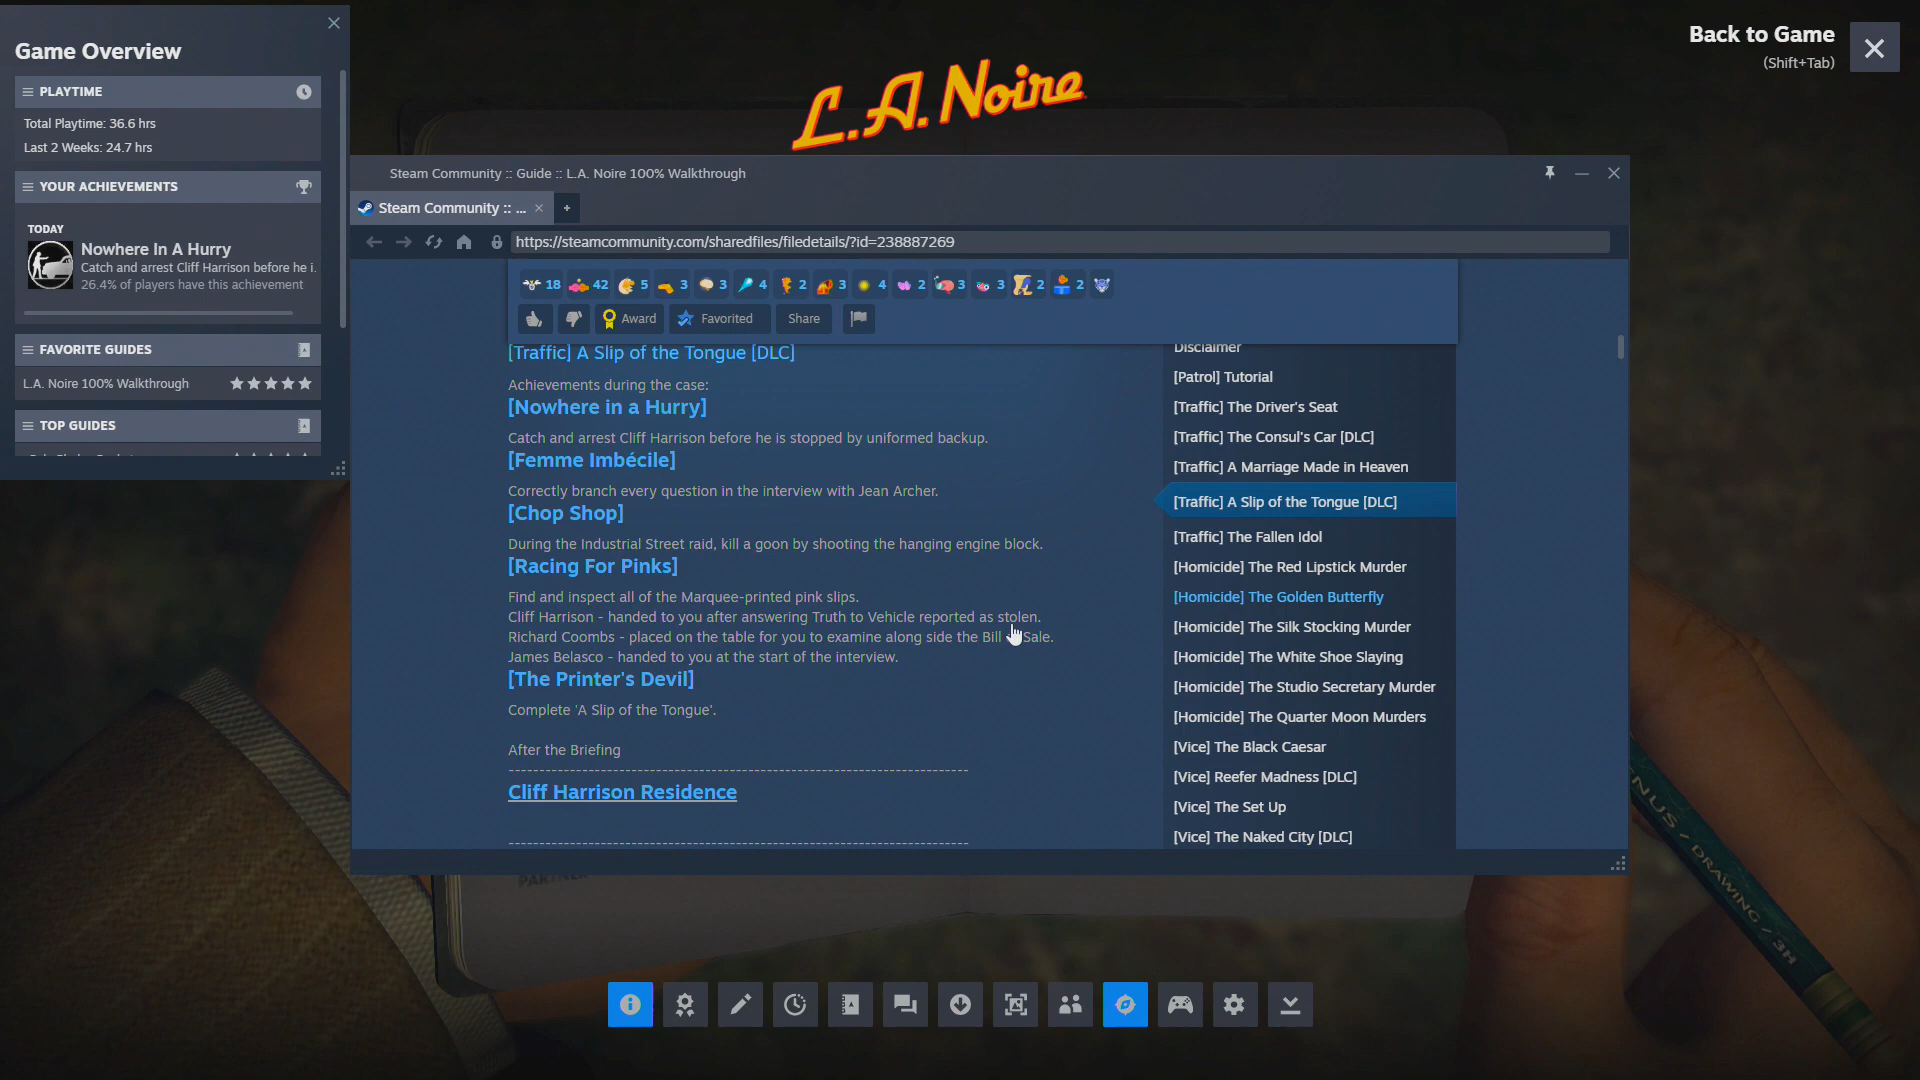 Game Overview
PLAYTIME
Total Playtime: 36.6 hrs
Last 2 Weeks: 24.7 hrs
YOUR ACHIEVEMENTS
TODAY
Nowhere In A Hurry
Catch and arrest Cliff Harrison before he i.
26.4% of players have this achievement
FAVORITE GUIDES
L.A. Noire 100% Walkthrough
TOP GUIDES
L.A. Noire
Back to Game
(Shift+Tab)
Steam Community :: Guide :: L.A. Noire 100% Walkthrough
Steam Community :: ...
+
https://steamcommunity.com/sharedfiles/filedetails/?id=238887269
18 42 5 3 3 4 2 3 4 2 3 3 2 2
Award Favorited Share
[Traffic] A Slip of the Tongue [DLC]
Achievements during the case:
[Nowhere in a Hurry]
Catch and arrest Cliff Harrison before he is stopped by uniformed backup.
[Femme Imbécile]
Correctly branch every question in the interview with Jean Archer.
[Chop Shop]
During the Industrial Street raid, kill a goon by shooting the hanging engine block.
[Racing For Pinks]
Find and inspect all of the Marquee-printed pink slips.
Cliff Harrison - handed to you after answering Truth to Vehicle reported as stolen.
Richard Coombs - placed on the table for you to examine along side the Bill Sale.
James Belasco - handed to you at the start of the interview.
[The Printer's Devil]
Complete 'A Slip of the Tongue'.
After the Briefing
--------------------------------------------------------------------------
Cliff Harrison Residence
--------------------------------------------------------------------------
Disclaimer
[Patrol] Tutorial
[Traffic] The Driver's Seat
[Traffic] The Consul's Car [DLC]
[Traffic] A Marriage Made in Heaven
[Traffic] A Slip of the Tongue [DLC]
[Traffic] The Fallen Idol
[Homicide] The Red Lipstick Murder
[Homicide] The Golden Butterfly
[Homicide] The Silk Stocking Murder
[Homicide] The White Shoe Slaying
[Homicide] The Studio Secretary Murder
[Homicide] The Quarter Moon Murders
[Vice] The Black Caesar
[Vice] Reefer Madness [DLC]
[Vice] The Set Up
[Vice] The Naked City [DLC]
PARTNER
NUS / DRAWING / 3H